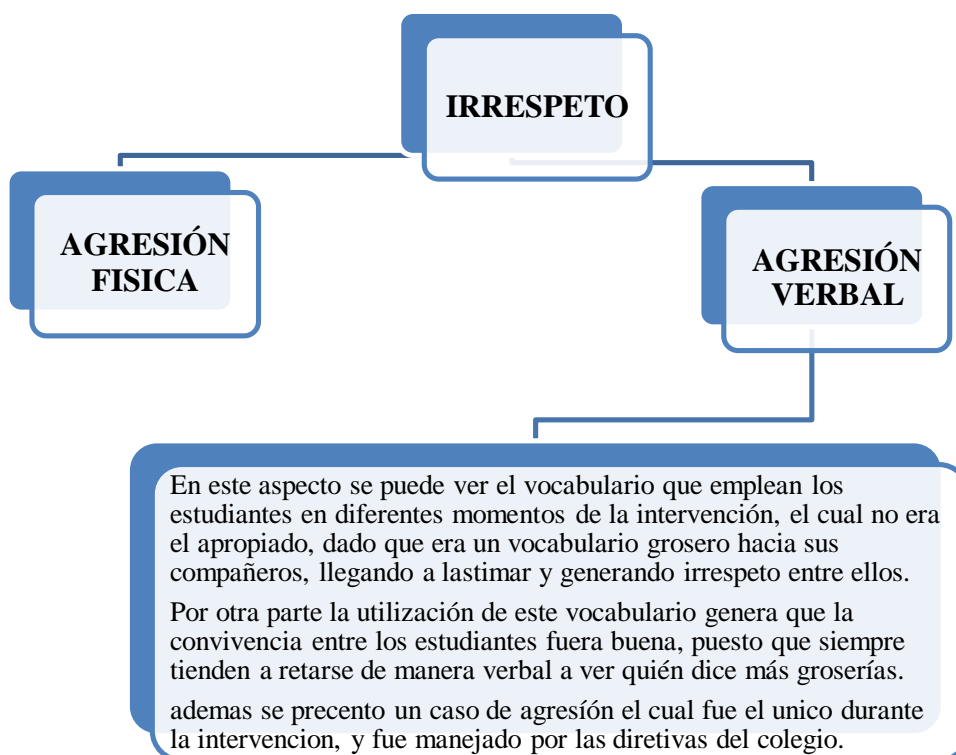 IRRESPETO
AGRESIÓN
FISICA
AGRESIÓN
VERBAL
En este aspecto se puede ver el vocabulario que emplean los
estudiantes en diferentes momentos de la intervención, el cual no era
el apropiado, dado que era un vocabulario grosero hacia sus
compañeros, llegando a lastimar y generando irrespeto entre ellos.
Por otra parte la utilización de este vocabulario genera que la
convivencia entre los estudiantes fuera buena, puesto que siempre
tienden a retarse de manera verbal a ver quién dice más groserías.
ademas se precento un caso de agresíón el cual fue el unico durante
la intervencion, y fue manejado por las diretivas del colegio.